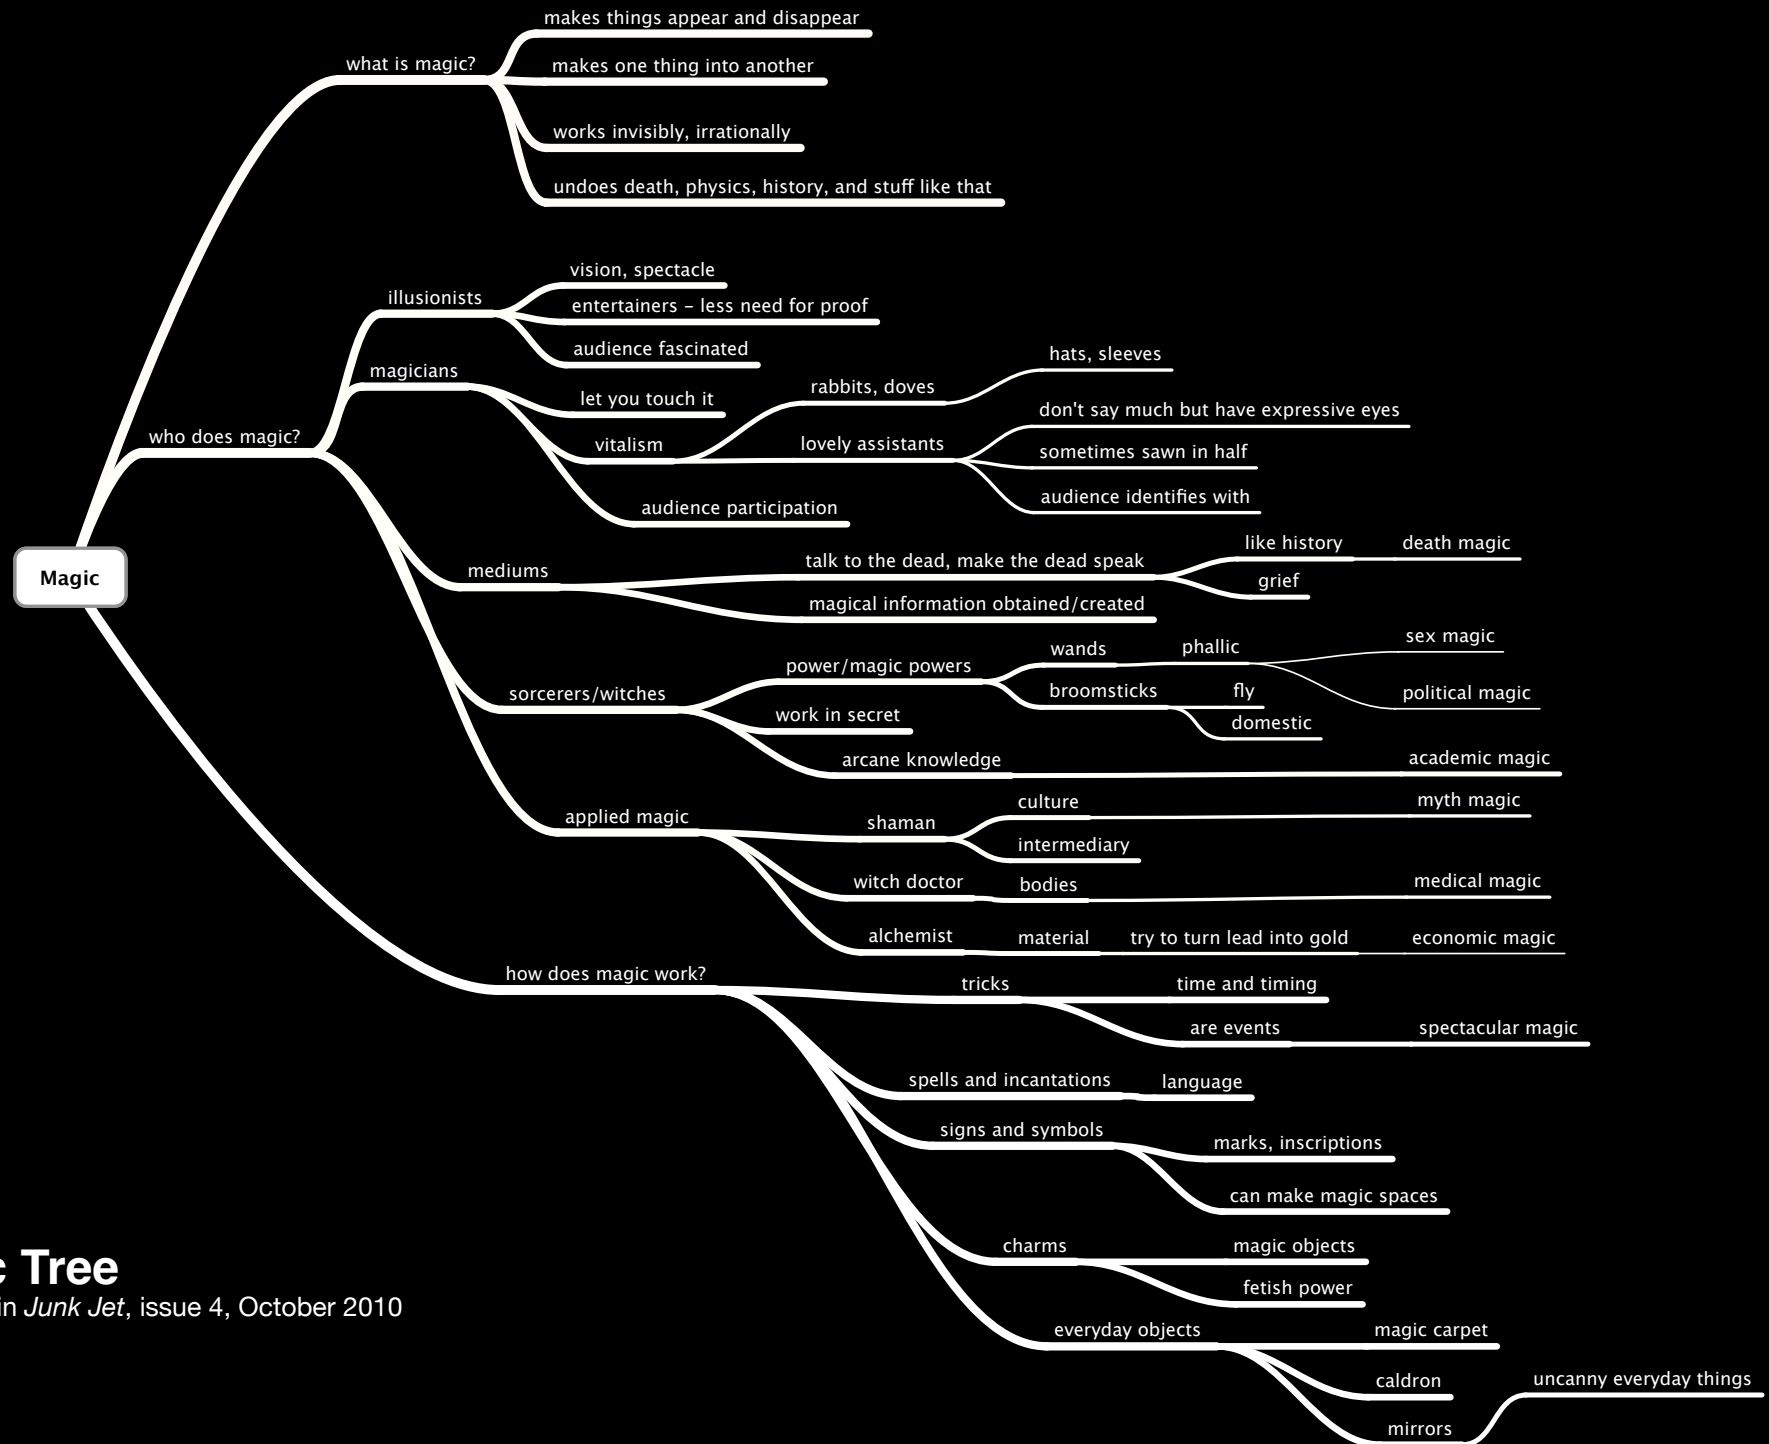 makes things appear and disappear
what is magic?
makes one thing into another
works invisibly, irrationally
undoes death, physics, history, and stuff like that
vision, spectacle
illusionists
entertainers – less need for proof
audience fascinated
magicians
let you touch it
rabbits, doves
hats, sleeves
who does magic?
vitalism
lovely assistants
don't say much but have expressive eyes
sometimes sawn in half
audience identifies with
audience participation
Magic
mediums
talk to the dead, make the dead speak
like history
death magic
grief
magical information obtained/created
sorcerers/witches
power/magic powers
wands
phallic
sex magic
political magic
broomsticks
fly
domestic
work in secret
arcane knowledge
academic magic
applied magic
shaman
culture
myth magic
intermediary
witch doctor
bodies
medical magic
alchemist
material
try to turn lead into gold
economic magic
how does magic work?
tricks
time and timing
are events
spectacular magic
spells and incantations
language
signs and symbols
marks, inscriptions
can make magic spaces
charms
magic objects
fetish power
everyday objects
magic carpet
caldron
mirrors
uncanny everyday things
c Tree
in Junk Jet, issue 4, October 2010